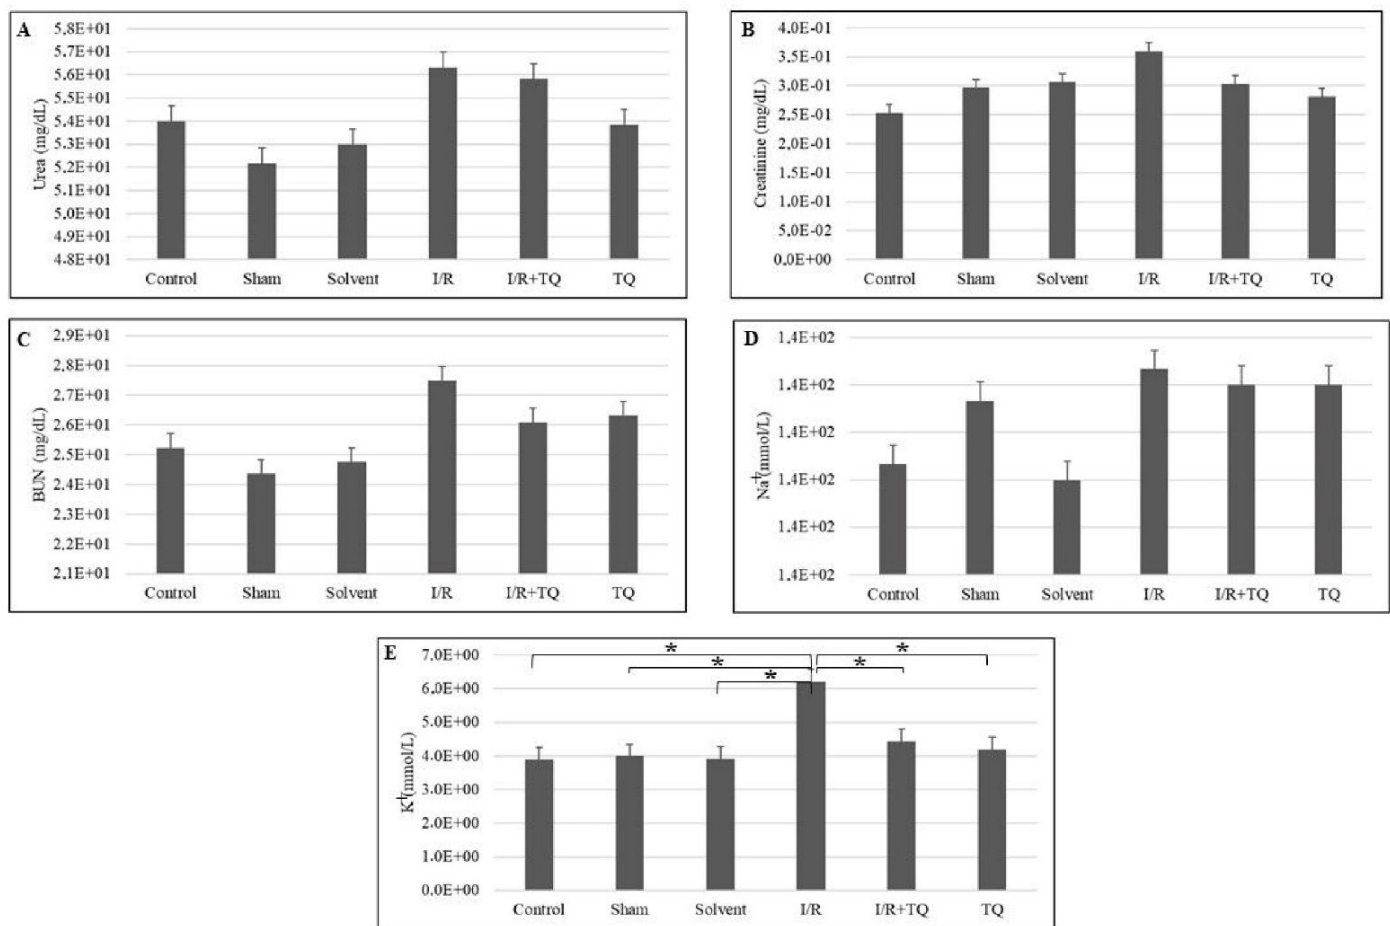 A
Urea (mg/dL)
5.8E+01
5.7E+01
5.6E+01
5.5E+01
5.4E+01
5.3E+01
5.2E+01
5.1E+01
5.0E+01
4.9E+01
4.8E+01
Control Sham Solvent I/R I/R+TQ TQ
B
Creatinine (mg/dL)
4.0E-01
3.5E-01
3.0E-01
2.5E-01
2.0E-01
1.5E-01
1.0E-01
5.0E-02
0.0E+00
Control Sham Solvent I/R I/R+TQ TQ
C
BUN (mg/dL)
2.9E+01
2.8E+01
2.7E+01
2.6E+01
2.5E+01
2.4E+01
2.3E+01
2.2E+01
2.1E+01
Control Sham Solvent I/R I/R+TQ TQ
D
Na+(mmol/L)
1.4E+02
1.4E+02
1.4E+02
1.4E+02
1.4E+02
1.4E+02
Control Sham Solvent I/R I/R+TQ TQ
E
K+(mmol/L)
7.0E+00
6.0E+00
5.0E+00
4.0E+00
3.0E+00
2.0E+00
1.0E+00
0.0E+00
* *
* *
*
Control Sham Solvent I/R I/R+TQ TQ